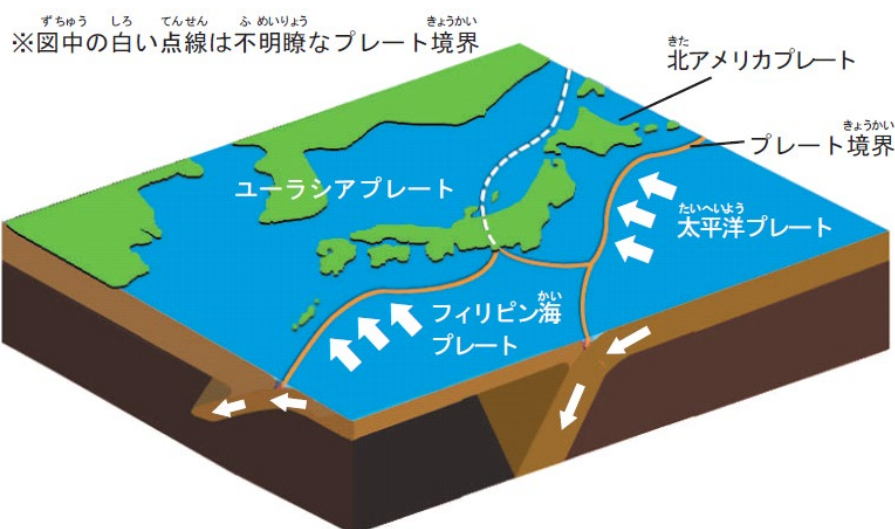 ずちゅう しろ てんせん ふめいりょう きょうかい
※図中の白い点線は不明瞭なプレート境界
きた
北アメリカプレート
きょうかい
プレート境界
ユーラシアプレート
たいへいよう
太平洋プレート
かい
フィリピン海
プレート